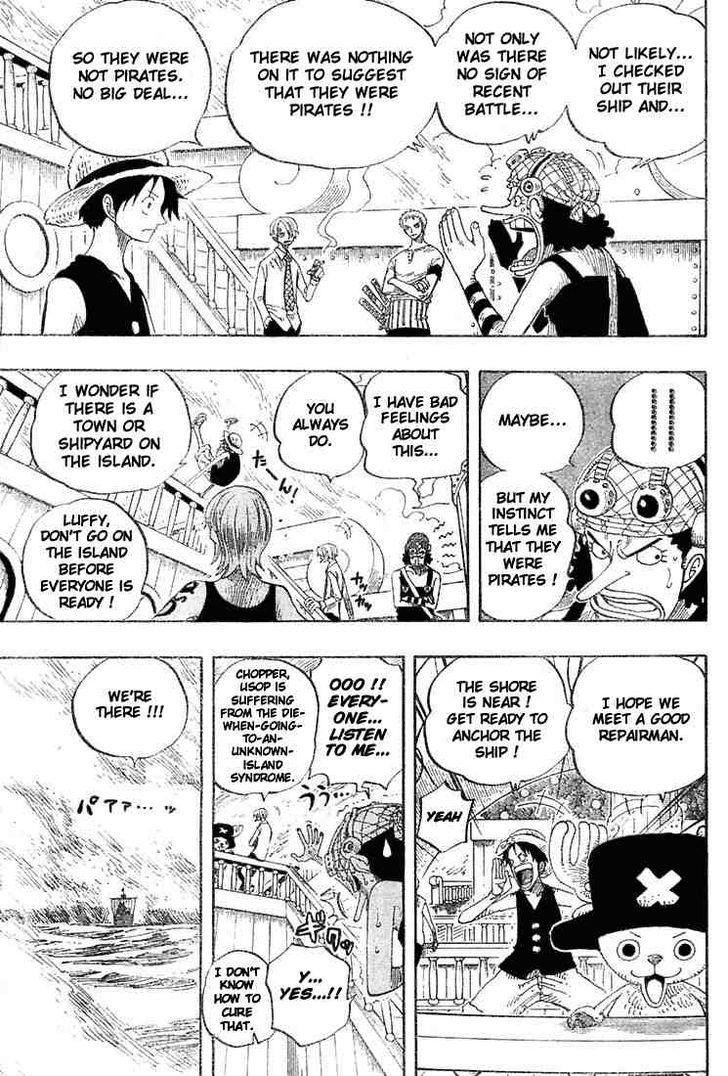 NOT LIKELY...
I CHECKED
OUT THEIR
SHIP AND...
NOT ONLY
WAS THERE
NO SIGN OF
RECENT
BATTLE...
THERE WAS NOTHING
ON IT TO SUGGEST
THAT THEY WERE
PIRATES !!
SO THEY WERE
NOT PIRATES.
NO BIG DEAL...
!!
MAYBE...
BUT MY
INSTINCT
TELLS ME
THAT THEY
WERE
PIRATES !
I HAVE BAD
FEELINGS
ABOUT
THIS...
YOU
ALWAYS
DO.
たーん!
I WONDER IF
THERE IS A
TOWN OR
SHIPYARD ON
THE ISLAND.
LUFFY,
DON'T GO ON
THE ISLAND
BEFORE
EVERYONE IS
READY !
I HOPE WE
MEET A GOOD
REPAIRMAN.
THE SHORE
IS NEAR !
GET READY TO
ANCHOR THE
SHIP !
YEAH
OOO !!
EVERY-
ONE...
LISTEN
TO ME...
CHOPPER,
USOP IS
SUFFERING
FROM THE DIE-
WHEN-GOING-
TO-AN-
UNKNOWN-
ISLAND
SYNDROME.
Y...
YES...!!
I DON'T
KNOW
HOW TO
CURE
THAT.
WE'RE
THERE !!!